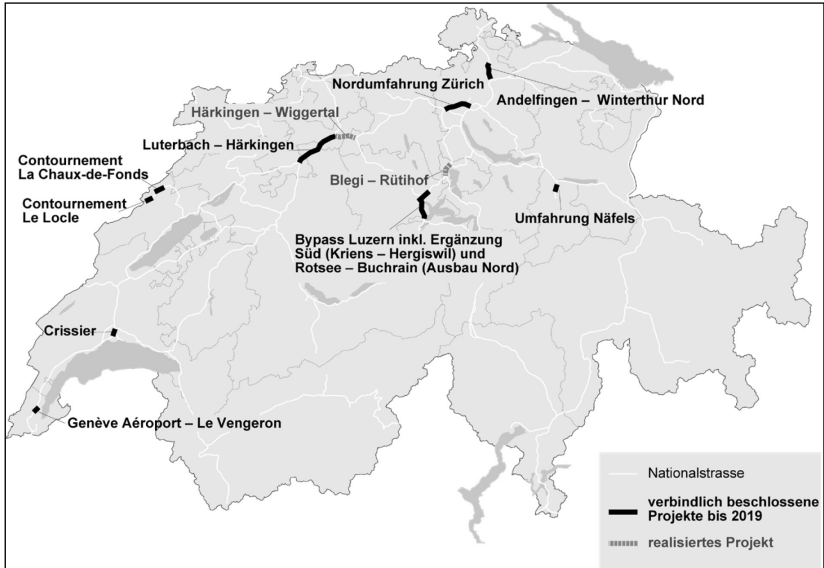 Nordumfahrung Zürich
Andelfingen – Winterthur Nord
Härkingen – Wiggertal
Luterbach – Härkingen
Contournement
La Chaux-de-Fonds
Blegi – Rütihof
Contournement
Le Locle
Umfahrung Näfels
Bypass Luzern inkl. Ergänzung
Süd (Kriens – Hergiswil) und
Rotsee – Buchrain (Ausbau Nord)
Crissier
Genève Aéroport – Le Vengeron
Nationalstrasse
verbindlich beschlossene
Projekte bis 2019
realisiertes Projekt